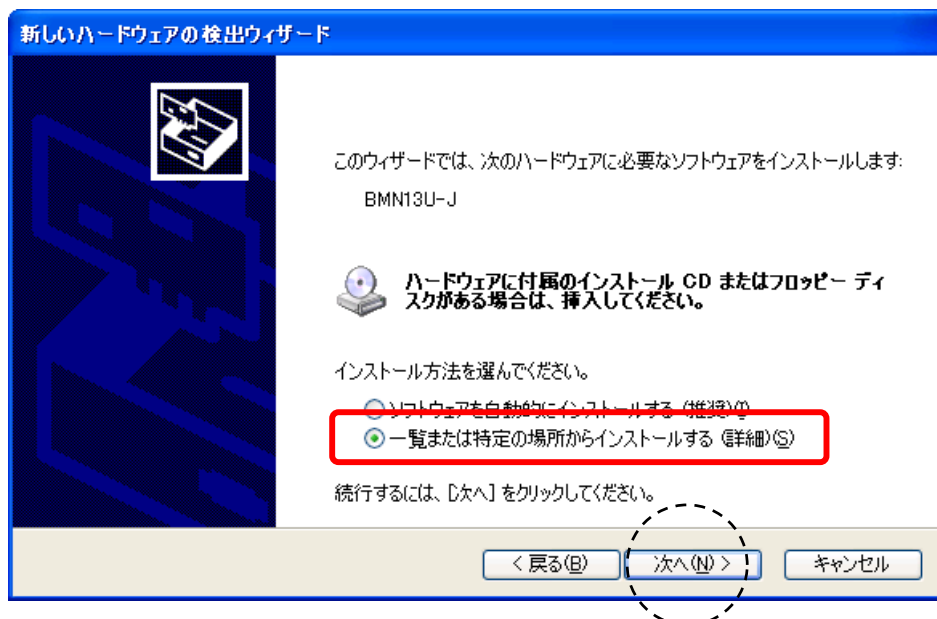 新しいハードウェアの検出ウィザード
このウィザードでは、次のハードウェアに必要なソフトウェアをインストールします:
BMN13U-J
ハードウェアに付属のインストール CD またはフロッピー ディ
スクがある場合は、挿入してください。
インストール方法を選んでください。
ソフトウェアを自動的にインストールする (推奨)(I)
一覧または特定の場所からインストールする (詳細)(S)
続行するには、[次へ] をクリックしてください。
< 戻る(B)
次へ(N) >
キャンセル